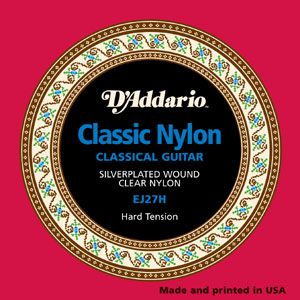 D'Addario
Classic Nylon
CLASSICAL GUITAR
SILVERPLATED WOUND
CLEAR NYLON
EJ27H
Hard Tension
Made and printed in USA